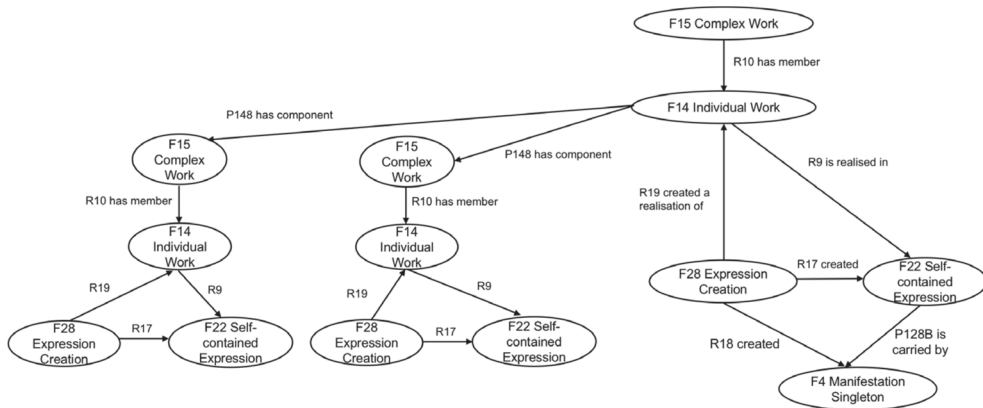 F15 Complex Work
R10 has member
F14 Individual Work
P148 has component
P148 has component
F15
Complex
Work
F15
Complex
Work
R10 has member
R10 has member
F14
Individual
Work
F14
Individual
Work
R19
R9
R19
R9
F28
Expression
Creation
R17
F22 Self-
contained
Expression
F28
Expression
Creation
R17
F22 Self-
contained
Expression
R19 created a
realisation of
R9 is realised in
F28 Expression
Creation
R17 created
F22 Self-
contained
Expression
R18 created
P128B is
carried by
F4 Manifestation
Singleton